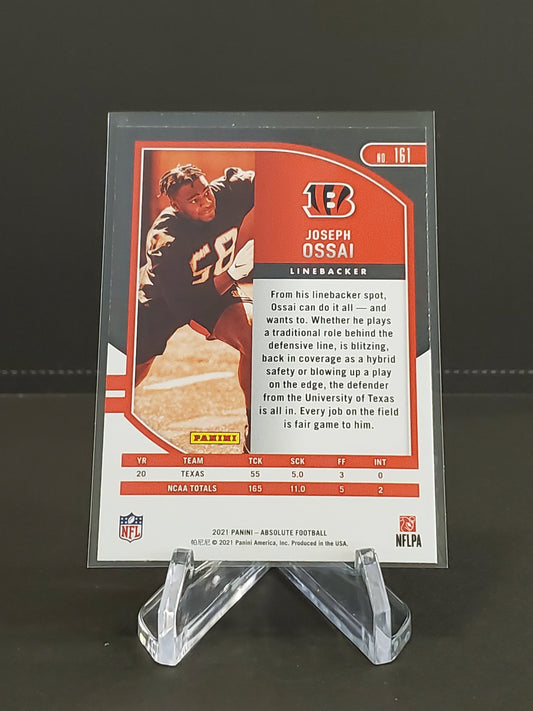 NO. 161
B
JOSEPH
OSSAI
LINEBACKER
58
From his linebacker spot,
Ossai can do it all — and
wants to. Whether he plays
a traditional role behind the
defensive line, is blitzing,
back in coverage as a hybrid
safety or blowing up a play
on the edge, the defender
from the University of Texas
is all in. Every job on the field
is fair game to him.
PANINI
YR TEAM TCK SCK FF INT
20 TEXAS 55 5.0 3 0
NCAA TOTALS 165 11.0 5 2
NFL
2021 PANINI – ABSOLUTE FOOTBALL
帕尼尼 © 2021 Panini America, Inc. Produced in the USA.
NFLPA